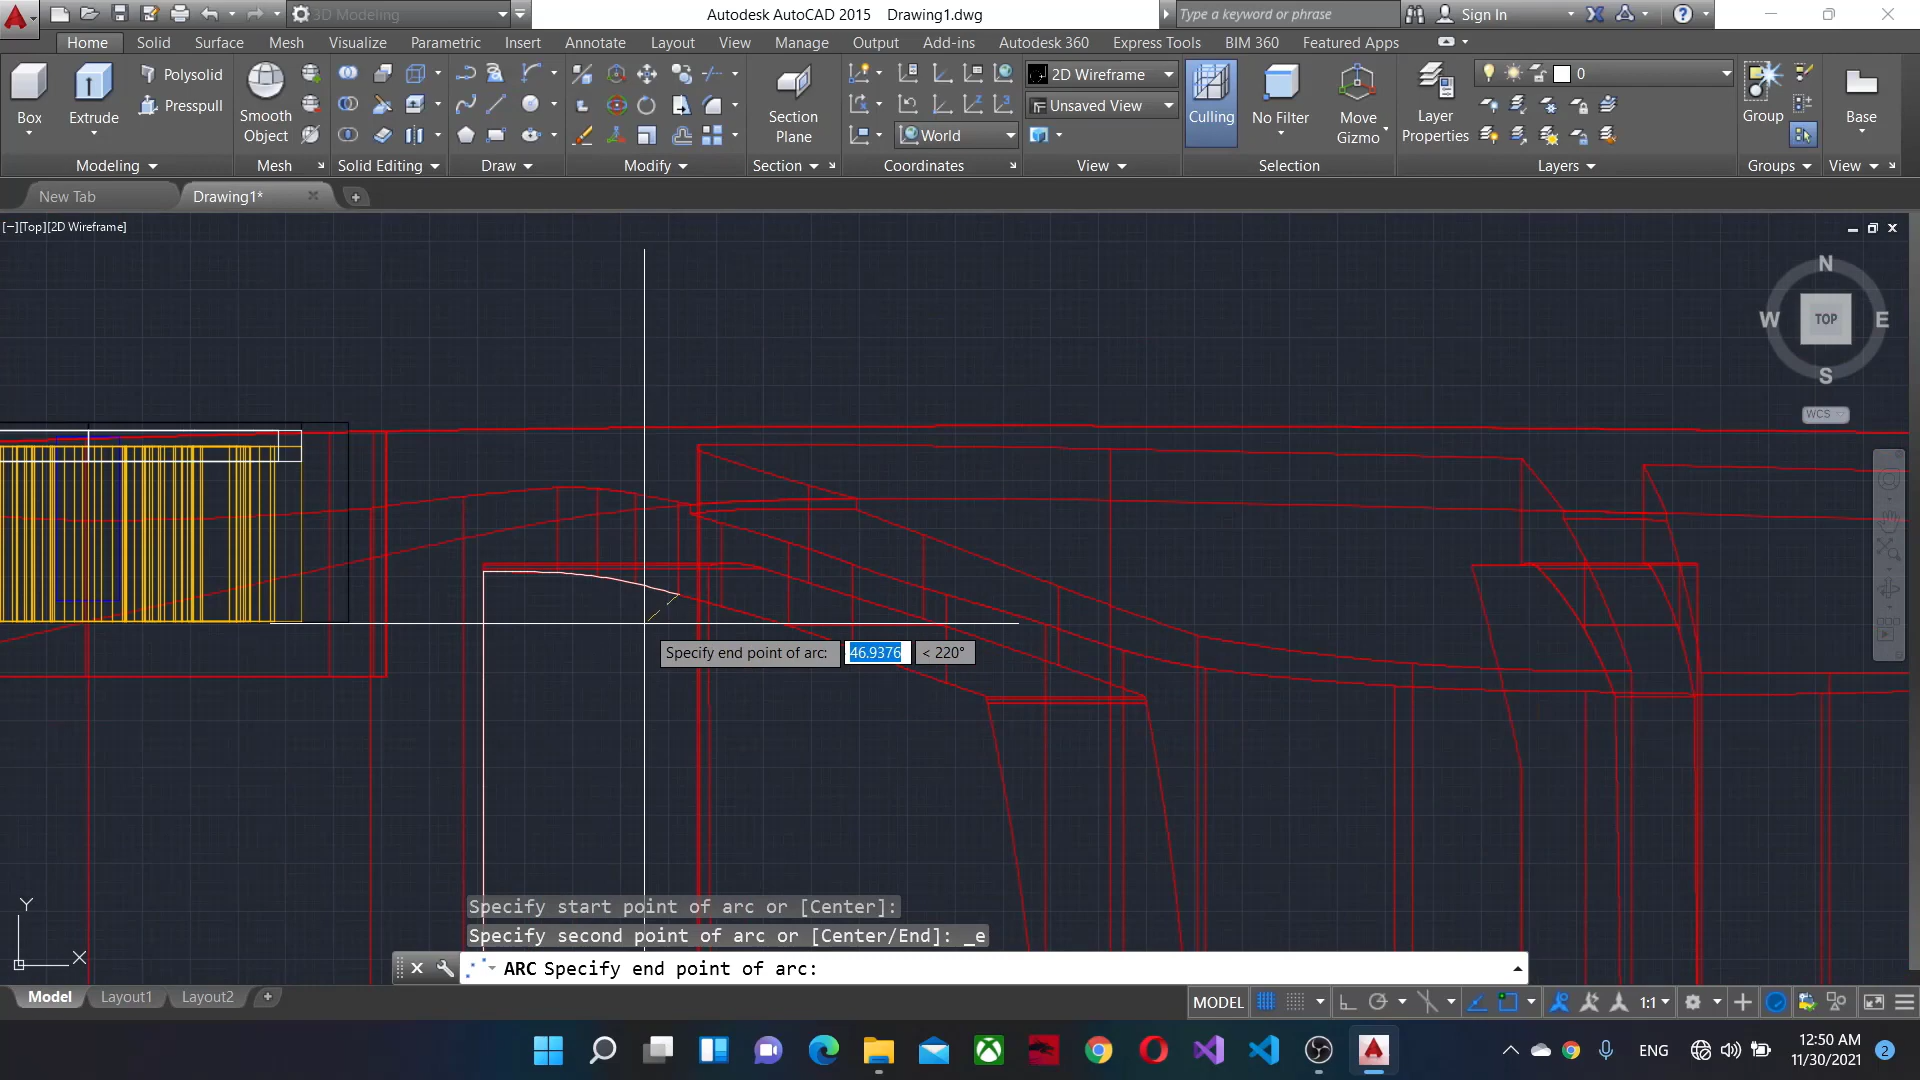 3D Modeling
Autodesk AutoCAD 2015 Drawing1.dwg
Type a keyword or phrase
Sign In
Home Solid Surface Mesh Visualize Parametric Insert Annotate Layout View Manage Output Add-ins Autodesk 360 Express Tools BIM 360 Featured Apps
Box
Extrude
Polysolid
Presspull
Smooth
Object
Section
Plane
World
2D Wireframe
Unsaved View
Culling
No Filter
Move
Gizmo
Layer
Properties
0
Group
Base
Modeling Mesh Solid Editing Draw Modify Section Coordinates View Selection Layers Groups View
New Tab
Drawing1*
[−][Top][2D Wireframe]
N
W TOP E
S
WCS
Specify end point of arc: 46.9376 < 220°
Specify start point of arc or [Center]:
Specify second point of arc or [Center/End]: _e
ARC Specify end point of arc:
Y
X
Model Layout1 Layout2
MODEL
1:1
ENG
12:50 AM
11/30/2021
2